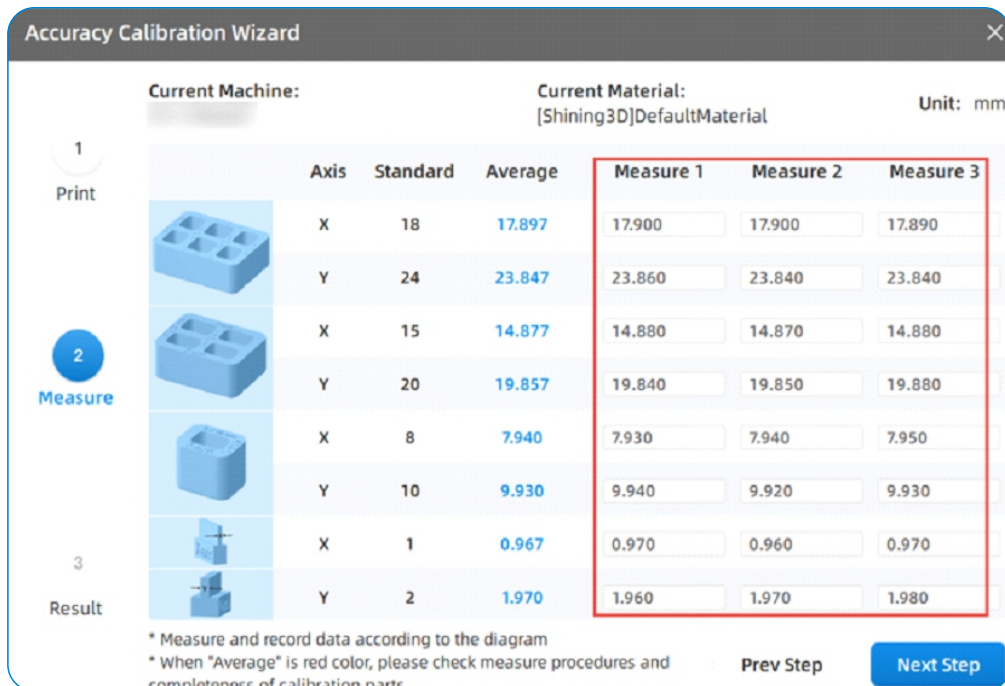 Accuracy Calibration Wizard
Current Machine:
Current Material:
[Shining3D]DefaultMaterial
Unit: mm
1
Print
Axis Standard Average Measure 1 Measure 2 Measure 3
X 18 17.897 17.900 17.900 17.890
Y 24 23.847 23.860 23.840 23.840
X 15 14.877 14.880 14.870 14.880
2
Measure
Y 20 19.857 19.840 19.850 19.880
X 8 7.940 7.930 7.940 7.950
Y 10 9.930 9.940 9.920 9.930
X 1 0.967 0.970 0.960 0.970
3
Result
Y 2 1.970 1.960 1.970 1.980
* Measure and record data according to the diagram
* When "Average" is red color, please check measure procedures and
completeness of calibration parts
Prev Step
Next Step